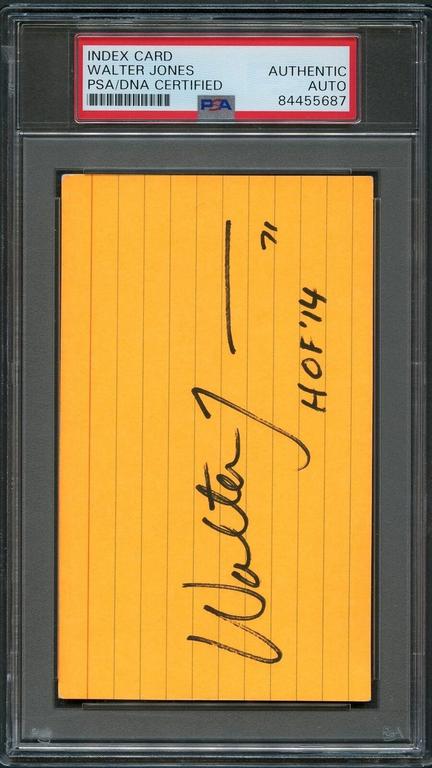 INDEX CARD
WALTER JONES AUTHENTIC
PSA/DNA CERTIFIED AUTO
PSA 84455687
Walter J
71
HOF '14